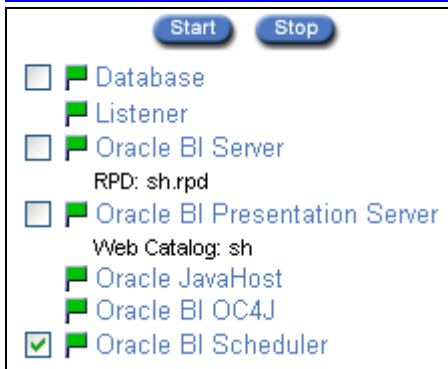 Start Stop
Database
Listener
Oracle BI Server
RPD: sh.rpd
Oracle BI Presentation Server
Web Catalog: sh
Oracle JavaHost
Oracle BI OC4J
Oracle BI Scheduler